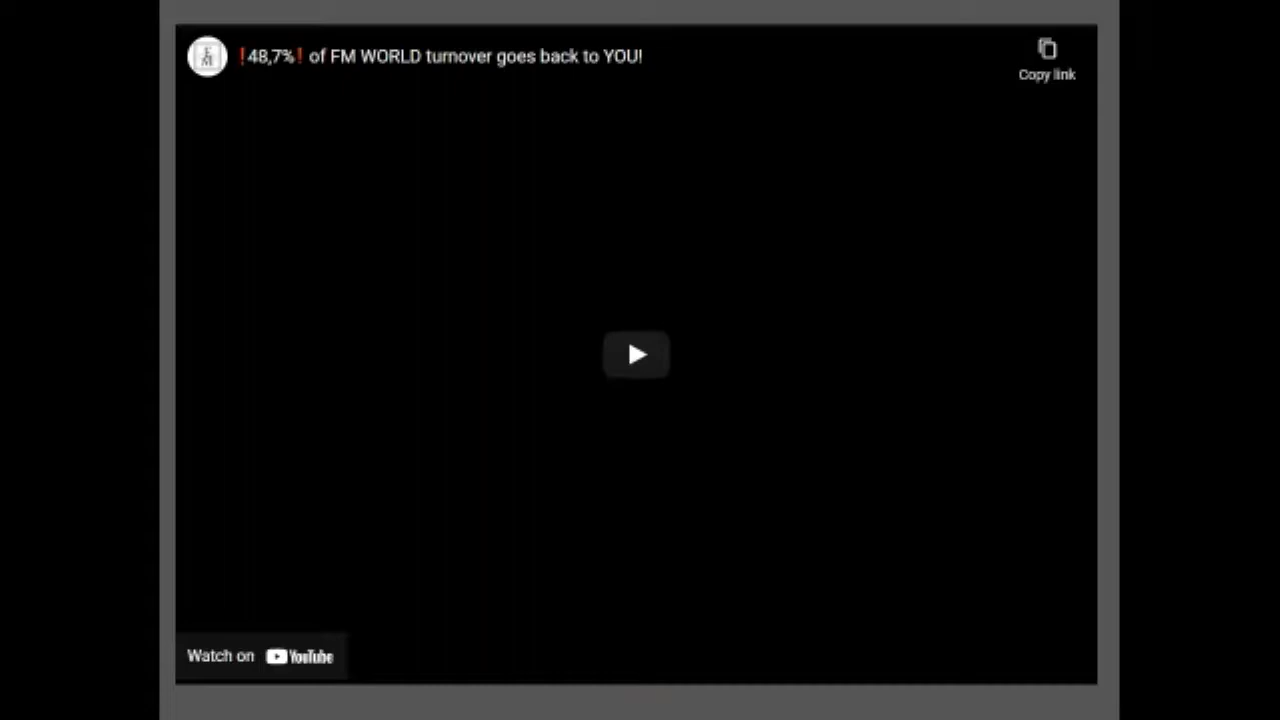 ❗48,7%❗ of FM WORLD turnover goes back to YOU!
Copy link
Watch on YouTube